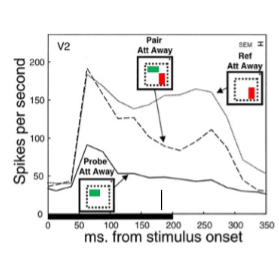 V2
Pair
Att Away
SEM
Ref
Att Away
Probe
Att Away
Spikes per second
200
150
100
50
0
0 50 100 150 200 250 300 350
ms. from stimulus onset